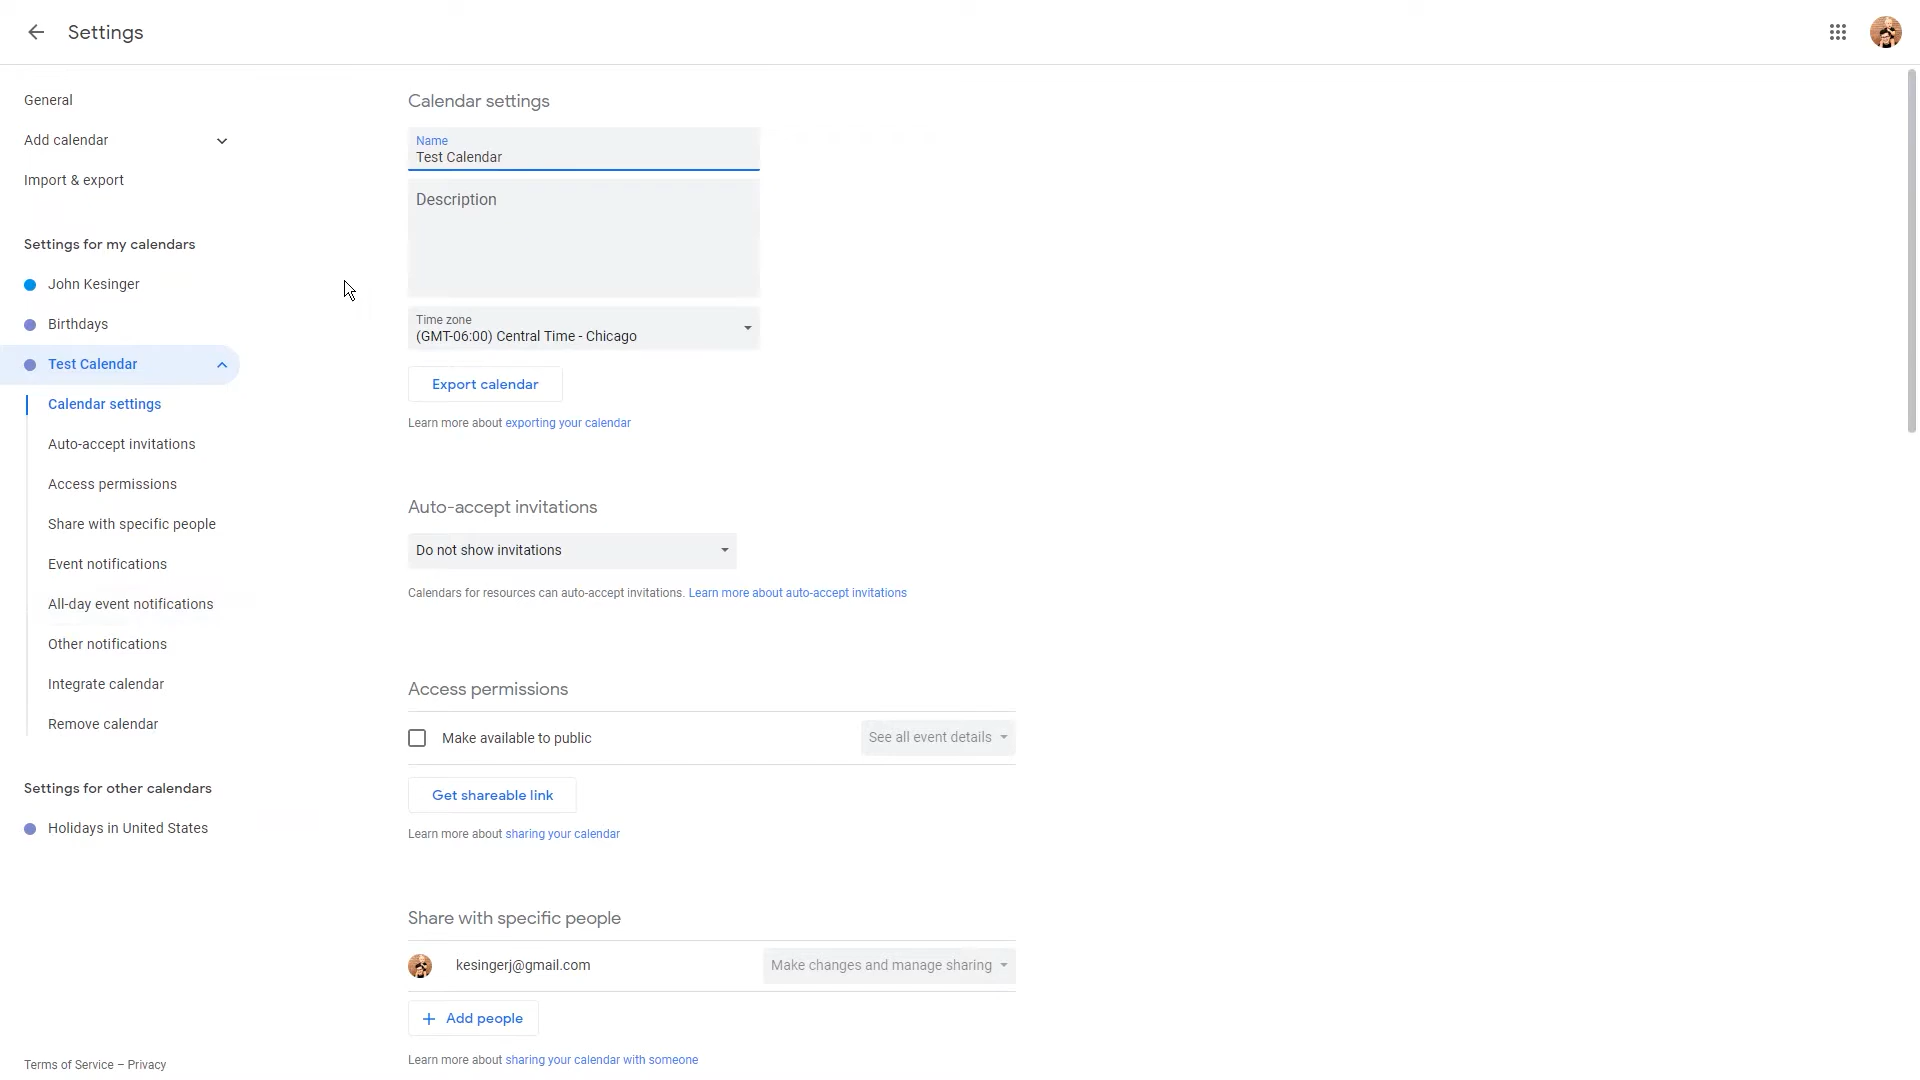 Settings
General
Add calendar
Import & export
Settings for my calendars
John Kesinger
Birthdays
Test Calendar
Calendar settings
Auto-accept invitations
Access permissions
Share with specific people
Event notifications
All-day event notifications
Other notifications
Integrate calendar
Remove calendar
Settings for other calendars
Holidays in United States
Terms of Service – Privacy
Calendar settings
Name
Test Calendar
Description
Time zone
(GMT-06:00) Central Time - Chicago
Export calendar
Learn more about exporting your calendar
Auto-accept invitations
Do not show invitations
Calendars for resources can auto-accept invitations. Learn more about auto-accept invitations
Access permissions
Make available to public
See all event details
Get shareable link
Learn more about sharing your calendar
Share with specific people
kesingerj@gmail.com
Make changes and manage sharing
Add people
Learn more about sharing your calendar with someone